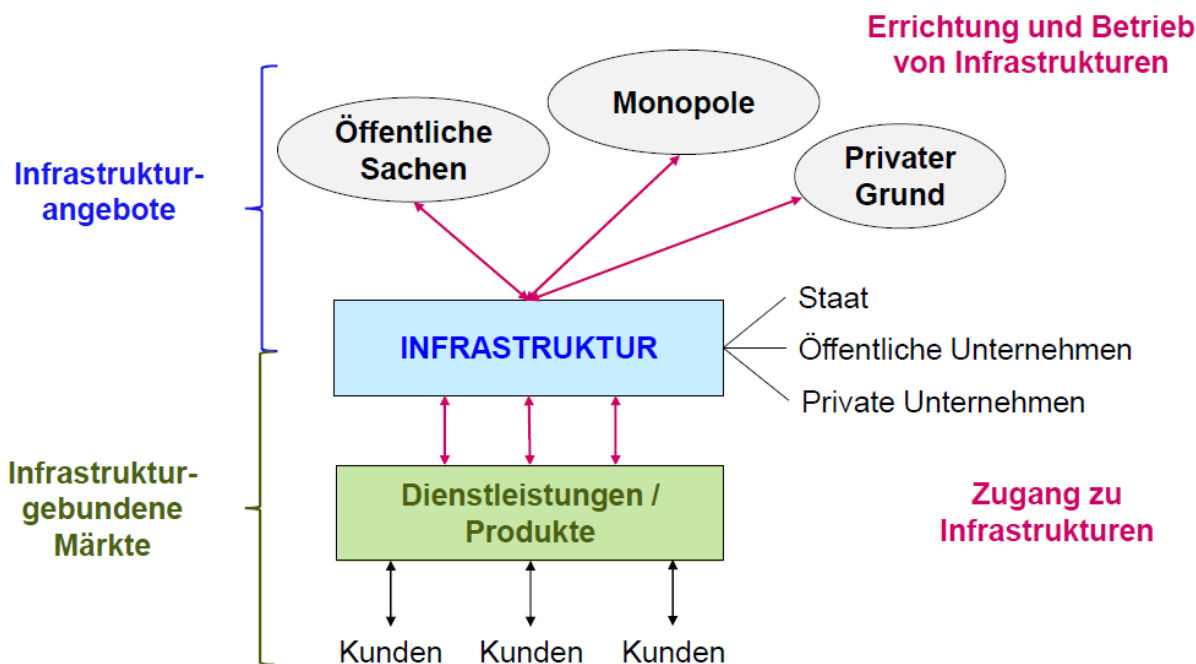 Errichtung und Betrieb
von Infrastrukturen
Monopole
Öffentliche
Sachen
Privater
Grund
Infrastruktur-
angebote
Staat
INFRASTRUKTUR
Öffentliche Unternehmen
Private Unternehmen
Infrastruktur-
gebundene
Märkte
Dienstleistungen /
Produkte
Zugang zu
Infrastrukturen
Kunden
Kunden
Kunden